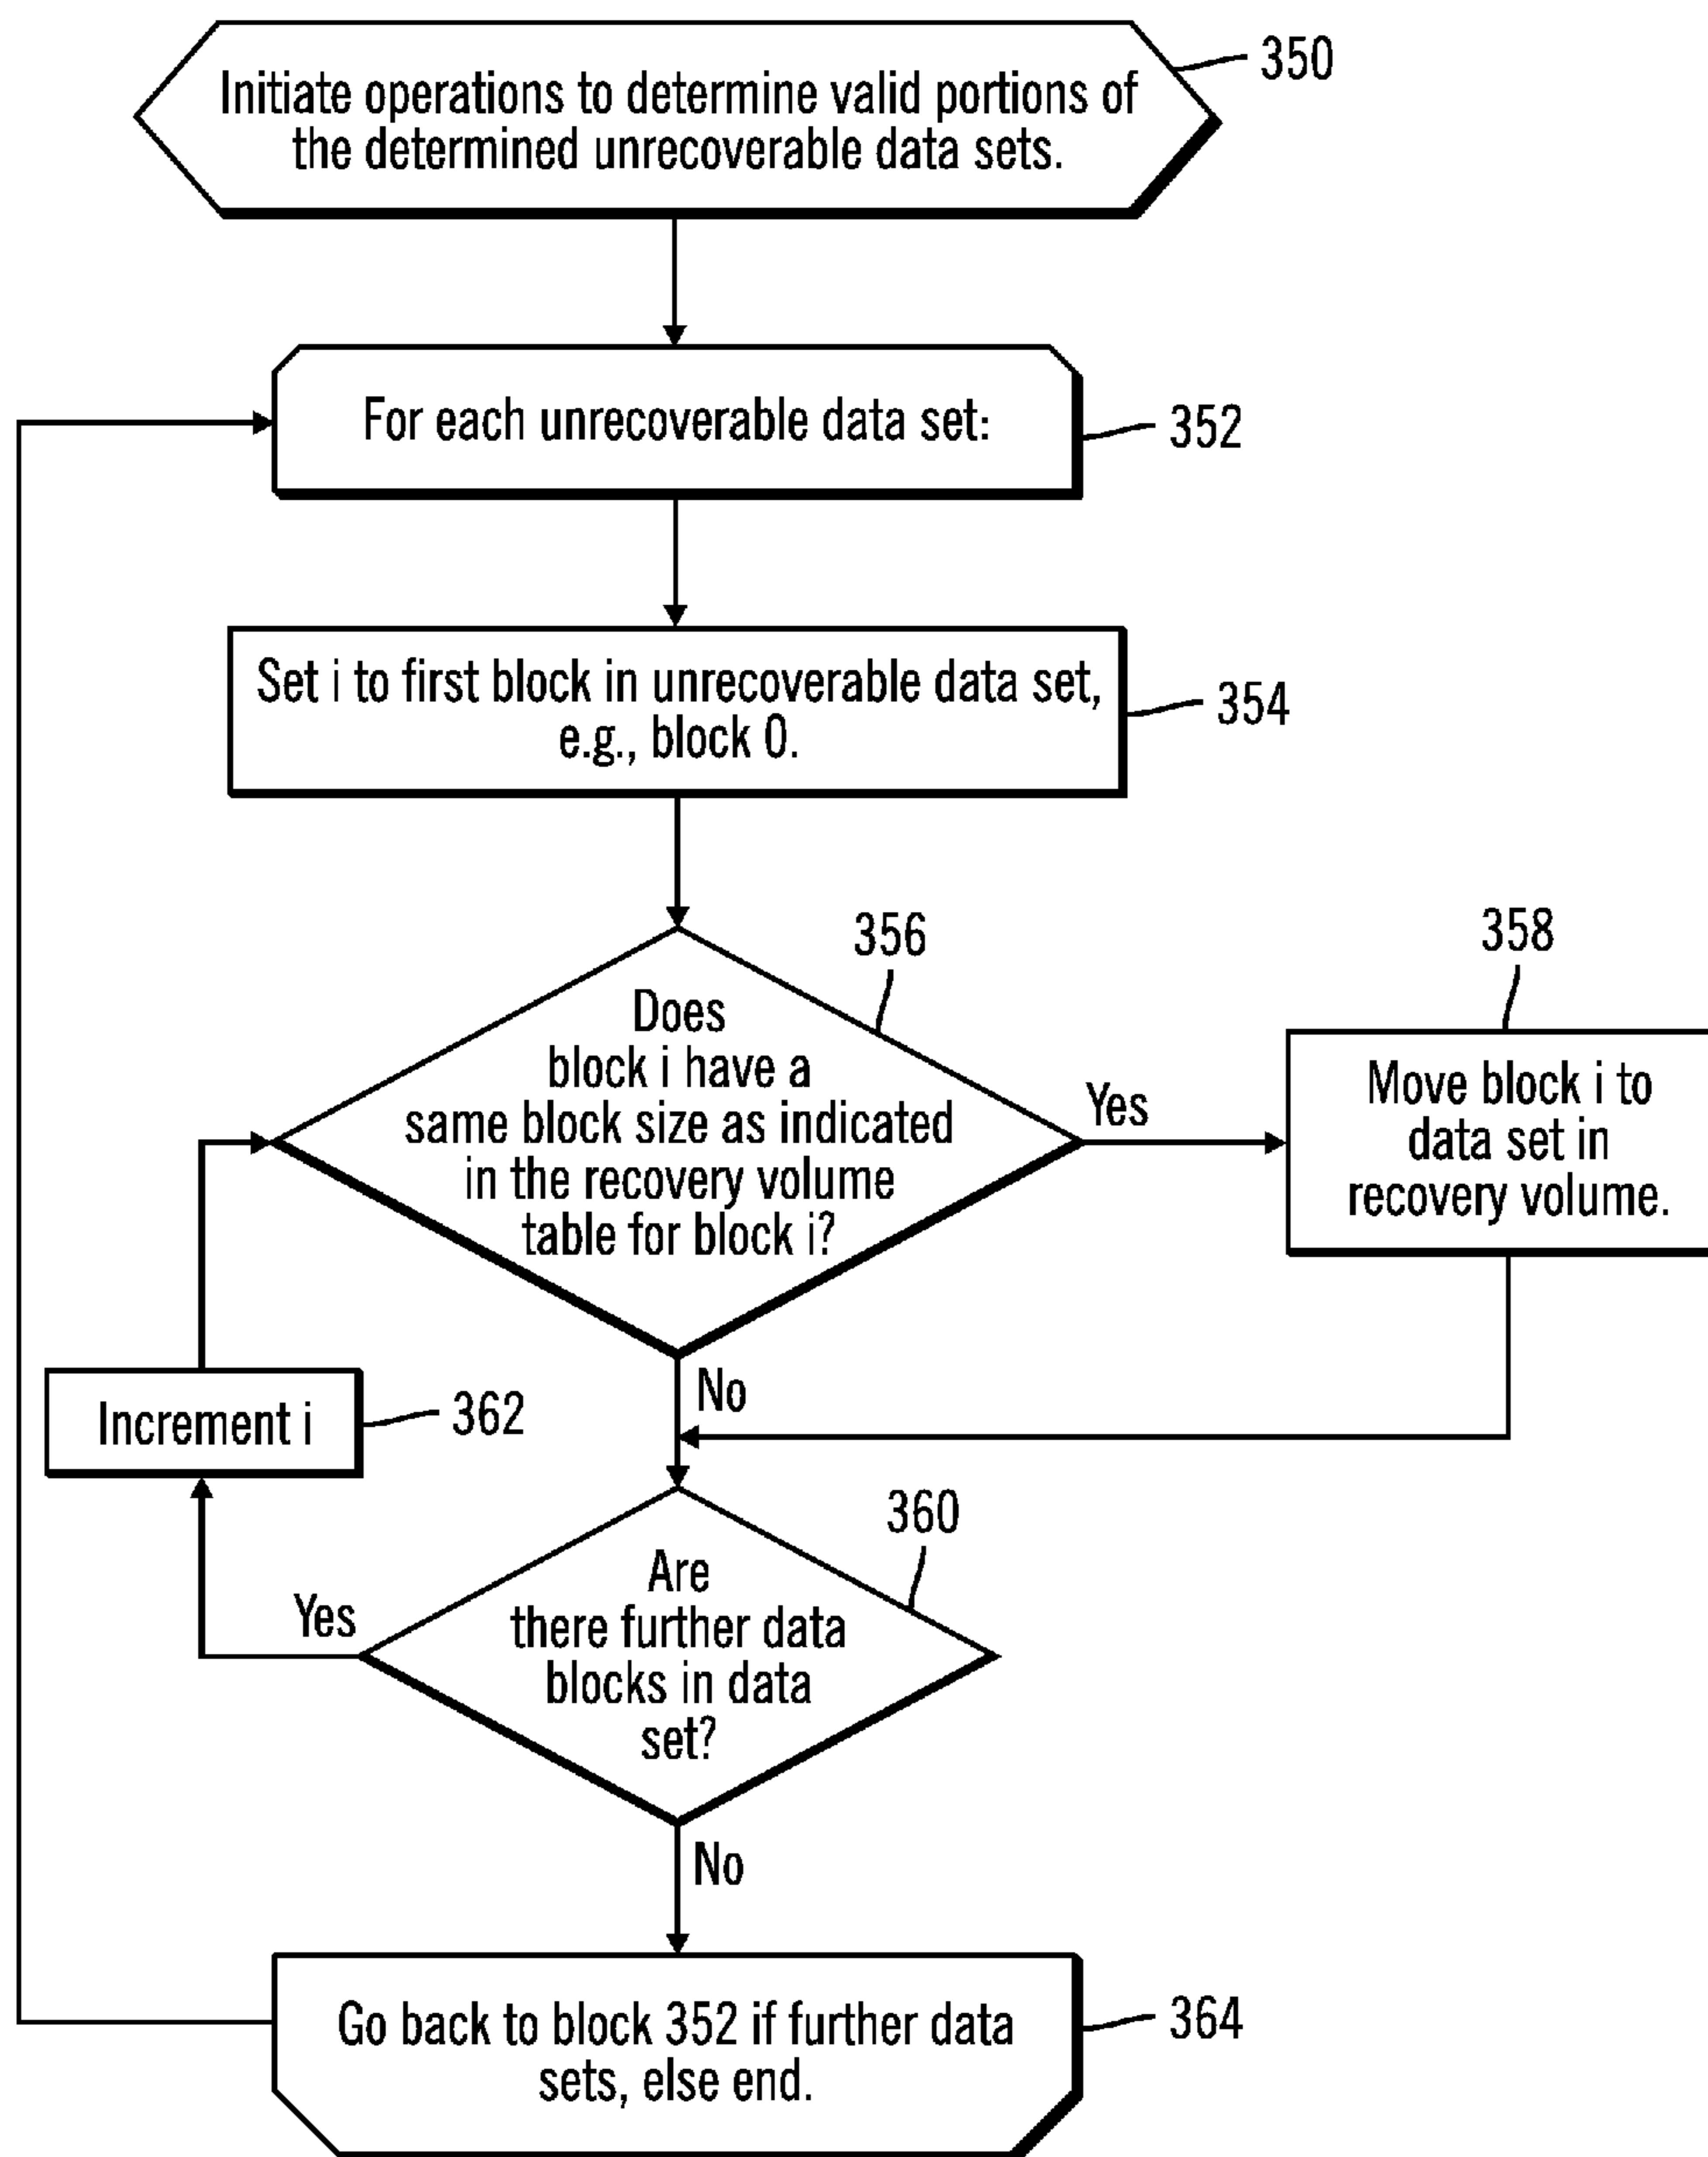 Initiate operations to determine valid portions of
the determined unrecoverable data sets.
350
For each unrecoverable data set:
352
Set i to first block in unrecoverable data set,
e.g., block 0.
354
356
Does
block i have a
same block size as indicated
in the recovery volume
table for block i?
Yes
358
Move block i to
data set in
recovery volume.
No
Increment i
362
360
Are
there further data
blocks in data
set?
Yes
No
Go back to block 352 if further data
sets, else end.
364